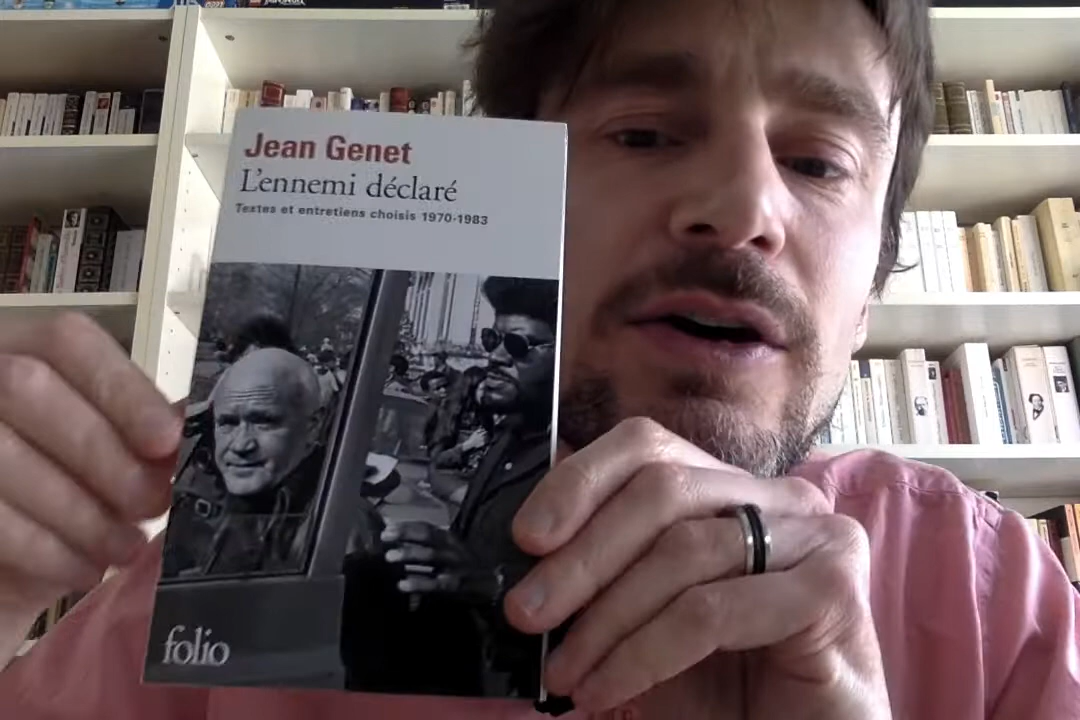 Jean Genet
L'ennemi déclaré
Textes et entretiens choisis 1970-1983
folio